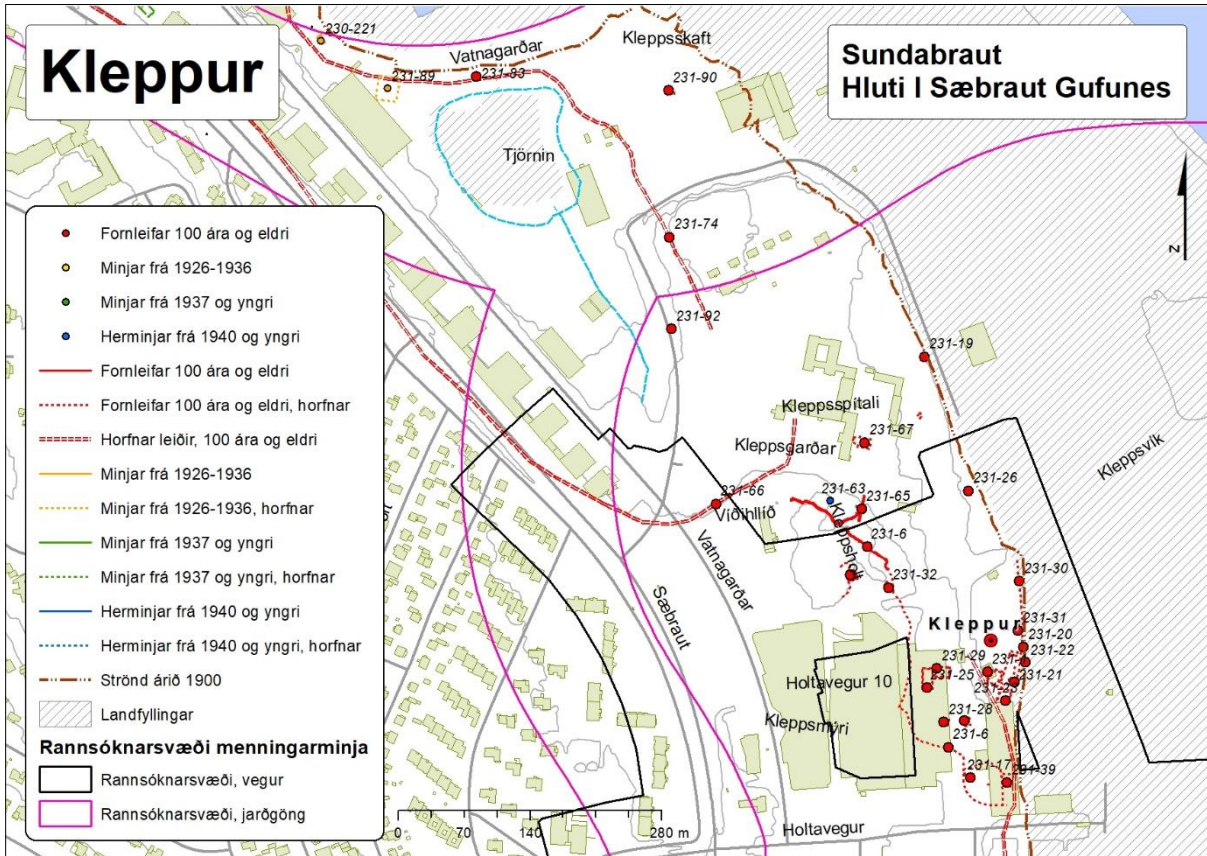 Kleppur
Sundabraut
Hluti I Sæbraut Gufunes
230-221
Vatnagarðar
231-89
231-83
Kleppsskaft
231-90
Tjörnin
N
231-74
231-92
231-19
Kleppsspítali
Kleppsgarðar
231-67
Kleppsvík
231-26
231-63
231-65
231-66
Víðihllíð
Kleppsholt
231-6
231-32
231-30
Vatnagarðar
Sæbraut
231-31
Kleppur
231-20
231-22
231-29
231-21
231-25
Holtavegur 10
231-28
Kleppsmýri
231-6
231-17
231-39
Holtavegur
0 70 140 280 m
Fornleifar 100 ára og eldri
Minjar frá 1926-1936
Minjar frá 1937 og yngri
Herminjar frá 1940 og yngri
Fornleifar 100 ára og eldri
Fornleifar 100 ára og eldri, horfnar
Horfnar leiðir, 100 ára og eldri
Minjar frá 1926-1936
Minjar frá 1926-1936, horfnar
Minjar frá 1937 og yngri
Minjar frá 1937 og yngri, horfnar
Herminjar frá 1940 og yngri
Herminjar frá 1940 og yngri, horfnar
Strönd árið 1900
Landfyllingar
Rannsóknarsvæði menningarminja
Rannsóknarsvæði, vegur
Rannsóknarsvæði, jarðgöng